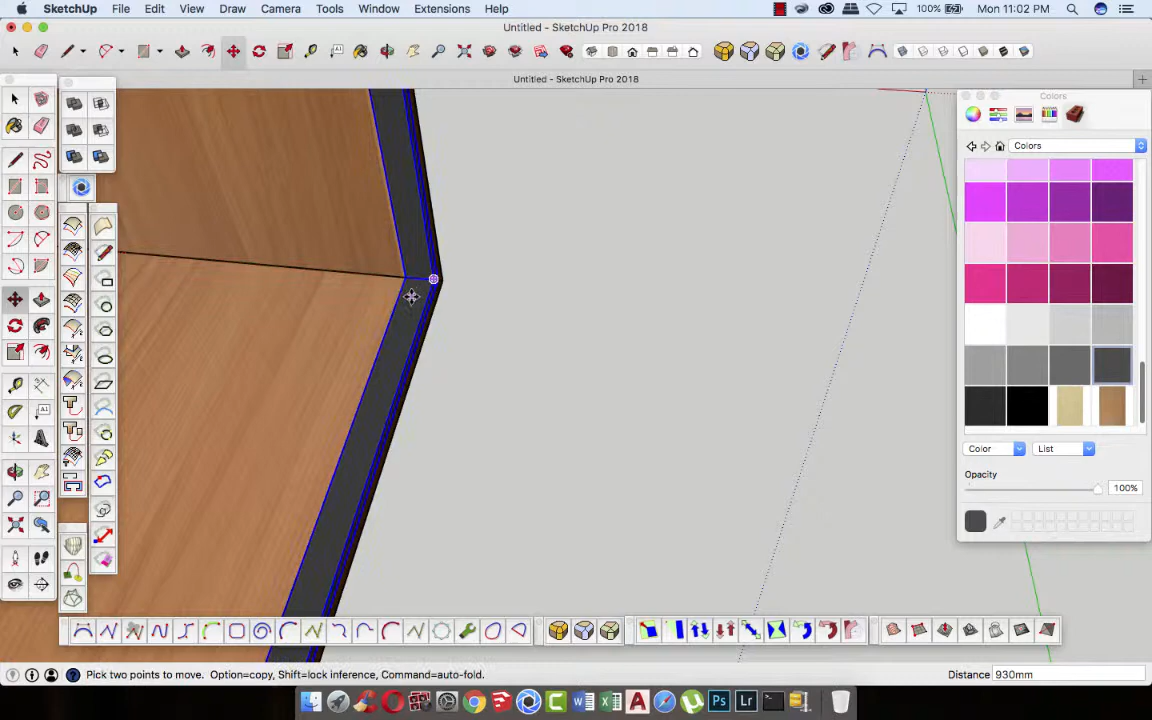 SketchUp File Edit View Draw Camera Tools Window Extensions Help 100% Mon 11:02 PM
Untitled - SketchUp Pro 2018
Untitled - SketchUp Pro 2018
Colors
Colors
Color List
Opacity
100%
Pick two points to move. Option=copy, Shift=lock inference, Command=auto-fold. Distance 930mm